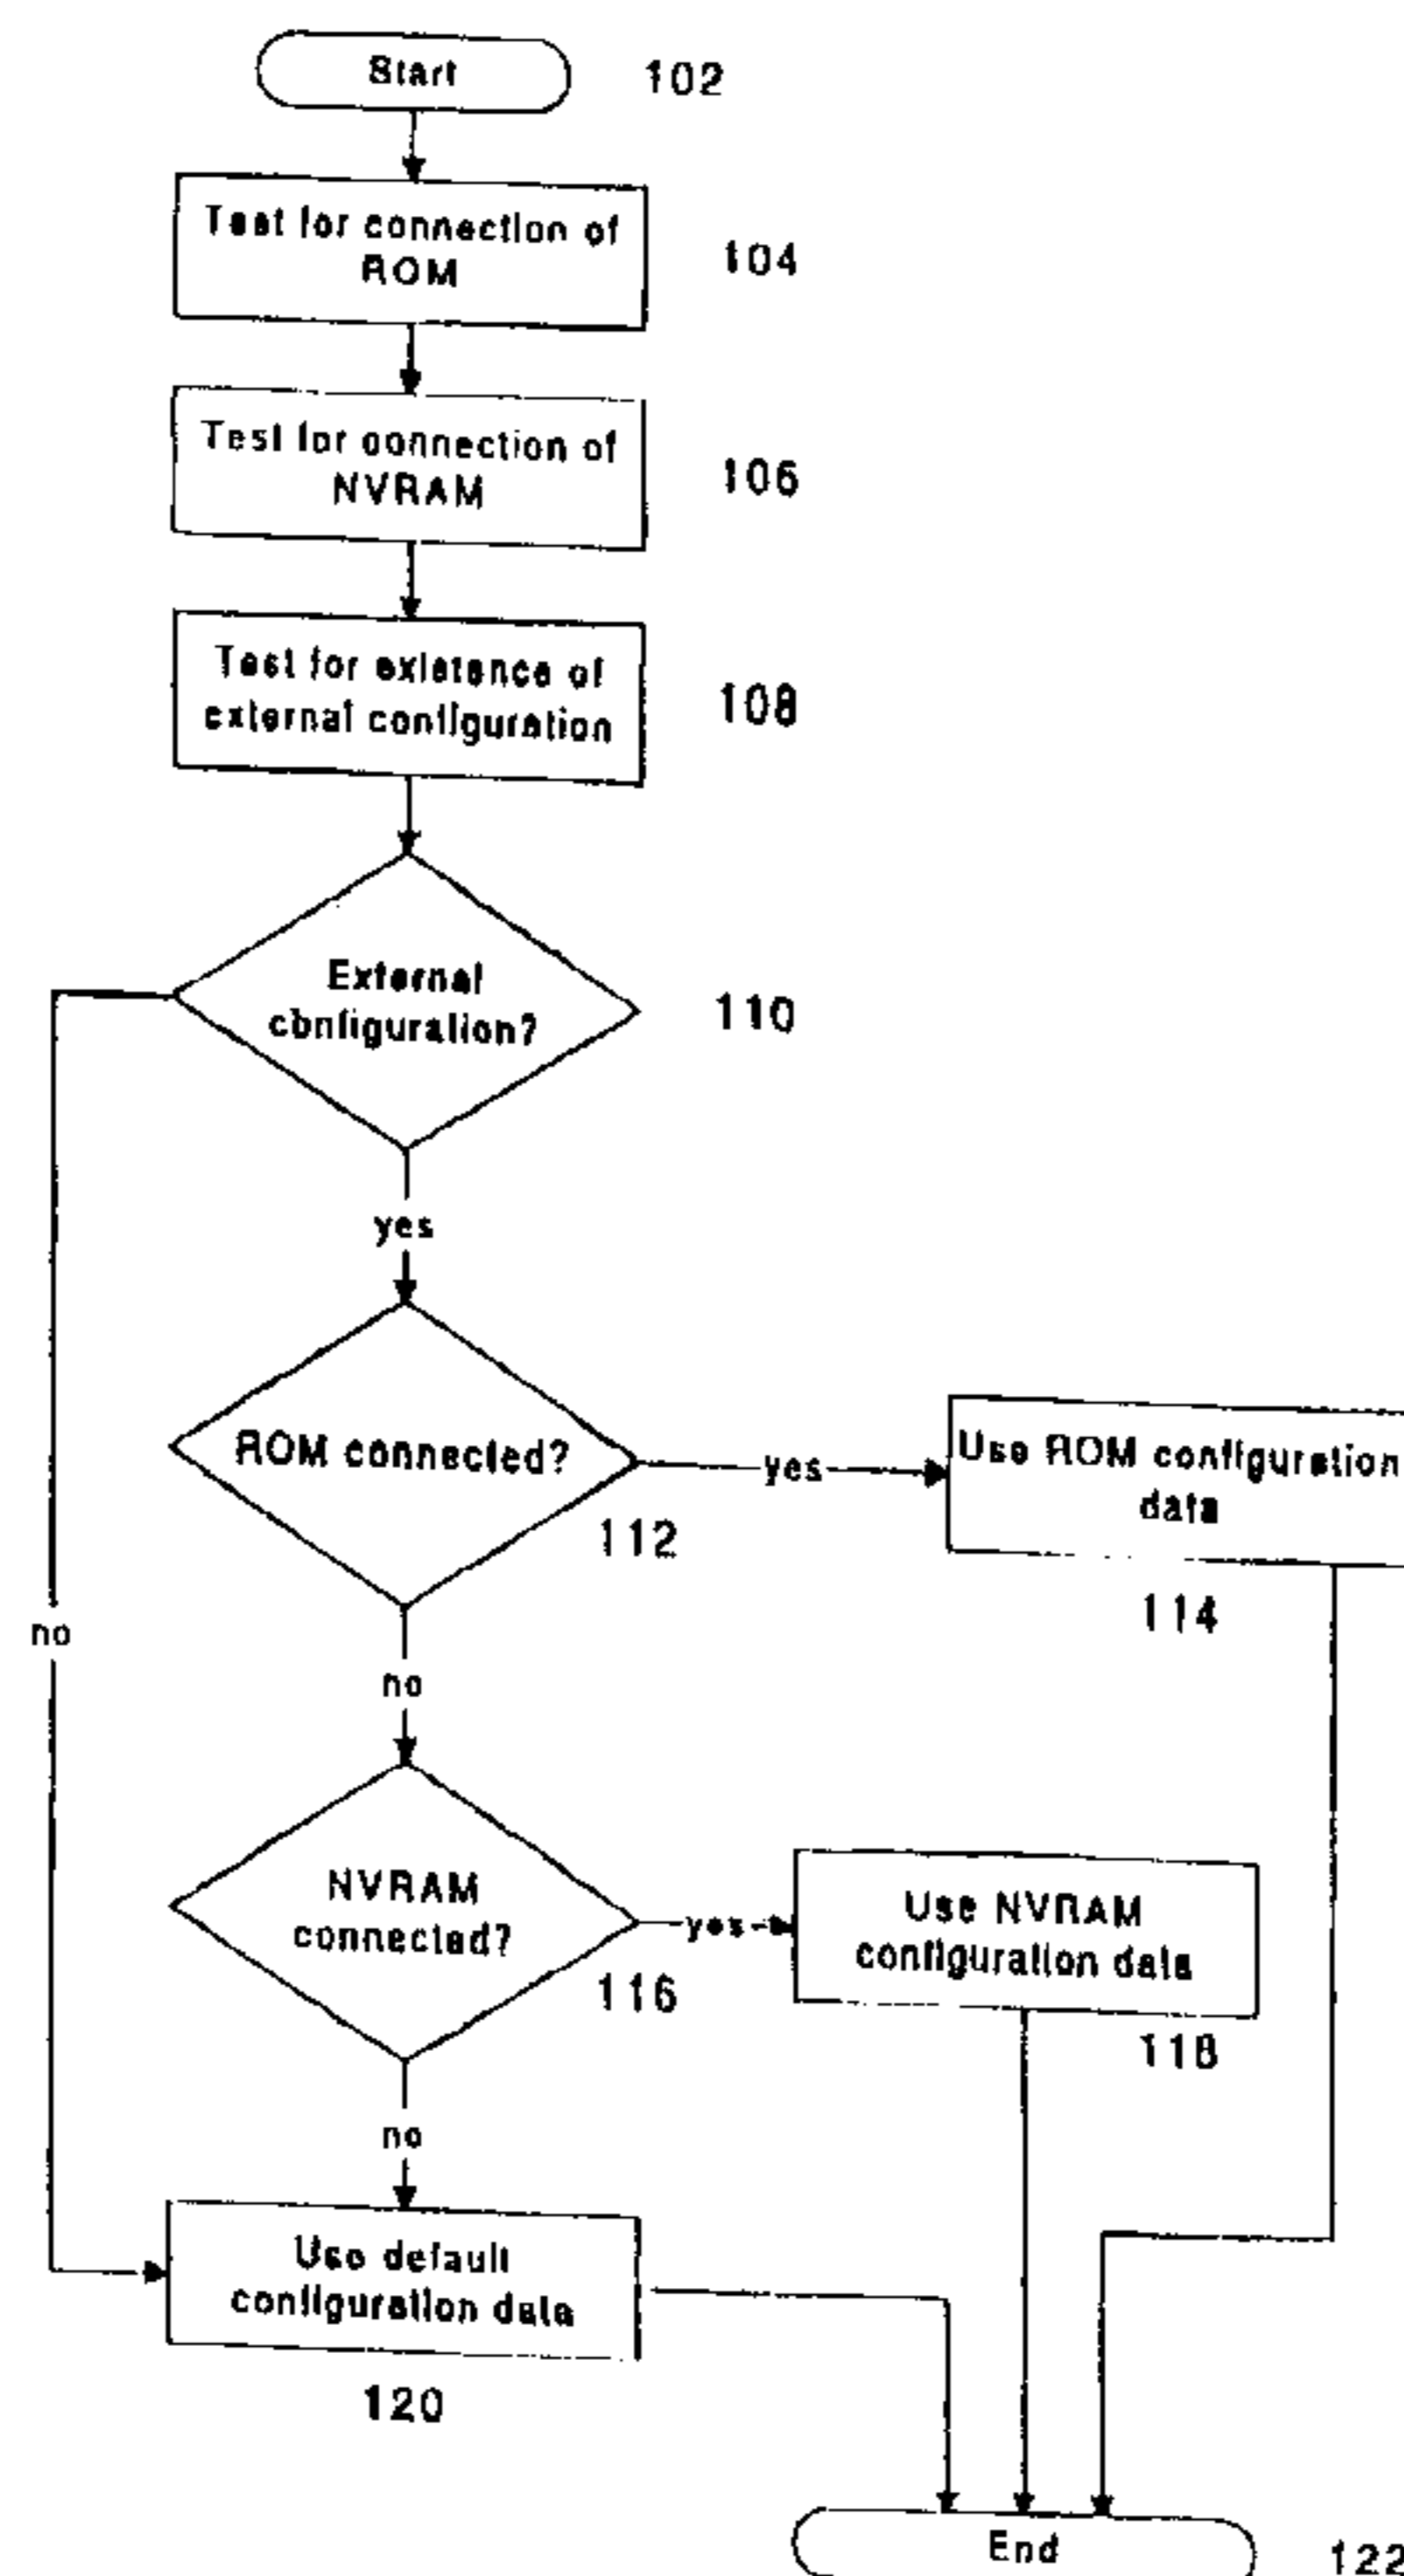 Start
102
Test for connection of
ROM
104
Test for connection of
NVRAM
106
Test for existence of
external configuration
108
External
configuration?
110
yes
ROM connected?
112
yes
Use ROM configuration
data
114
no
no
NVRAM
connected?
116
yes
Use NVRAM
configuration data
118
no
Use default
configuration data
120
End
122